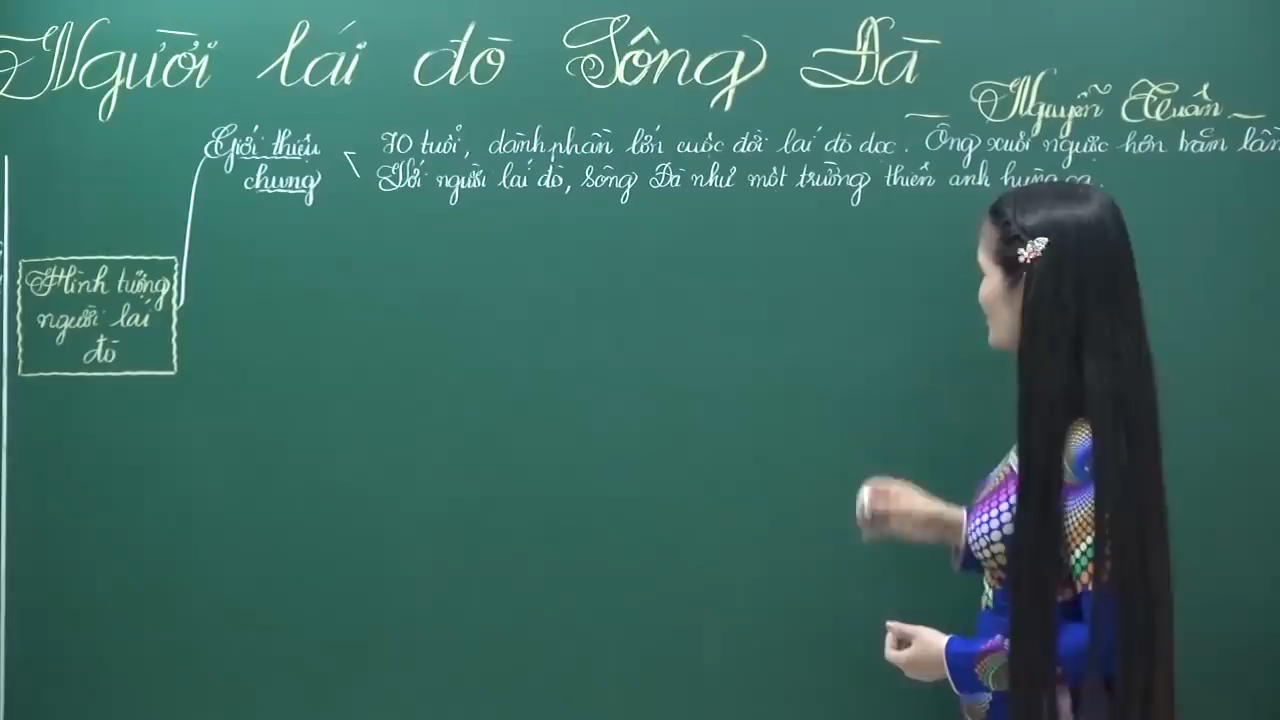 Người lái đò Sông Đà
Nguyễn Tuân
Giới thiệu chung
70 tuổi, dành phần lớn cuộc đời lái đò dọc. Ông xuôi ngược hơn trăm lần
Với người lái đò, sông Đà như một trường thiên anh hùng ca.
Hình tượng
người lái
đò